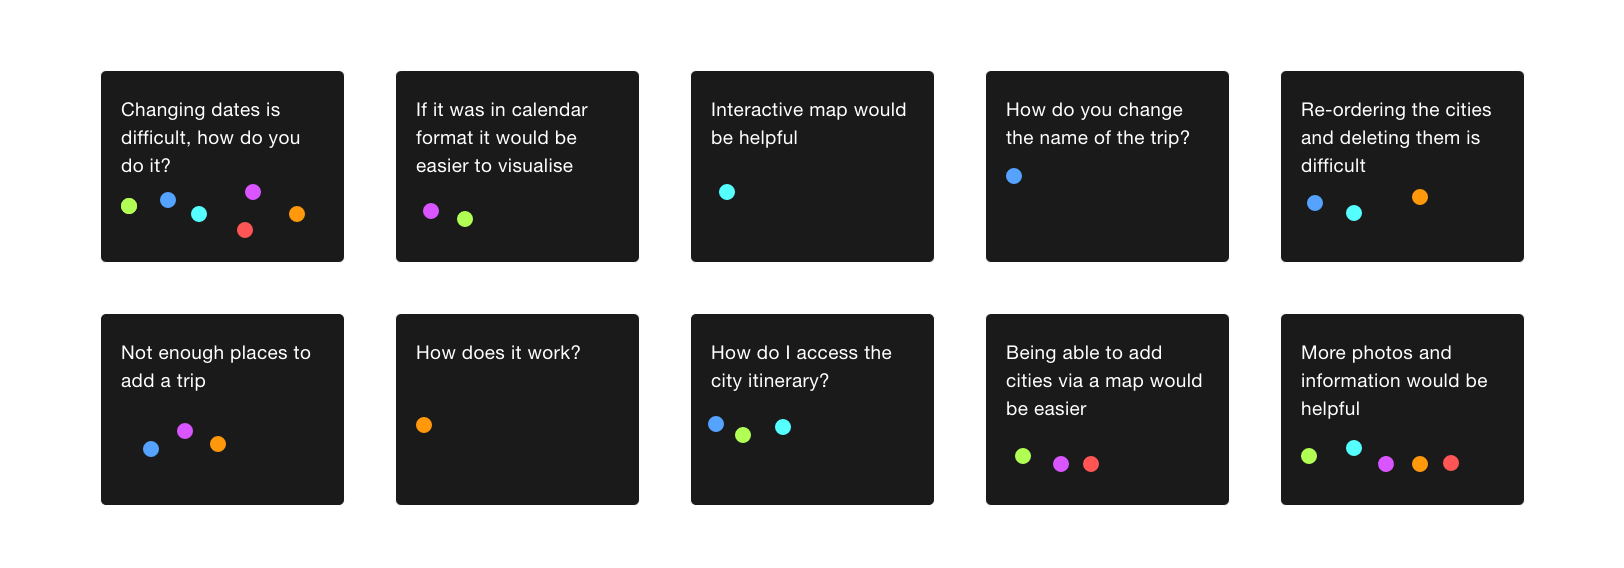 Changing dates is
difficult, how do you
do it?
If it was in calendar
format it would be
easier to visualise
Interactive map would
be helpful
How do you change
the name of the trip?
Re-ordering the cities
and deleting them is
difficult
Not enough places to
add a trip
How does it work?
How do I access the
city itinerary?
Being able to add
cities via a map would
be easier
More photos and
information would be
helpful